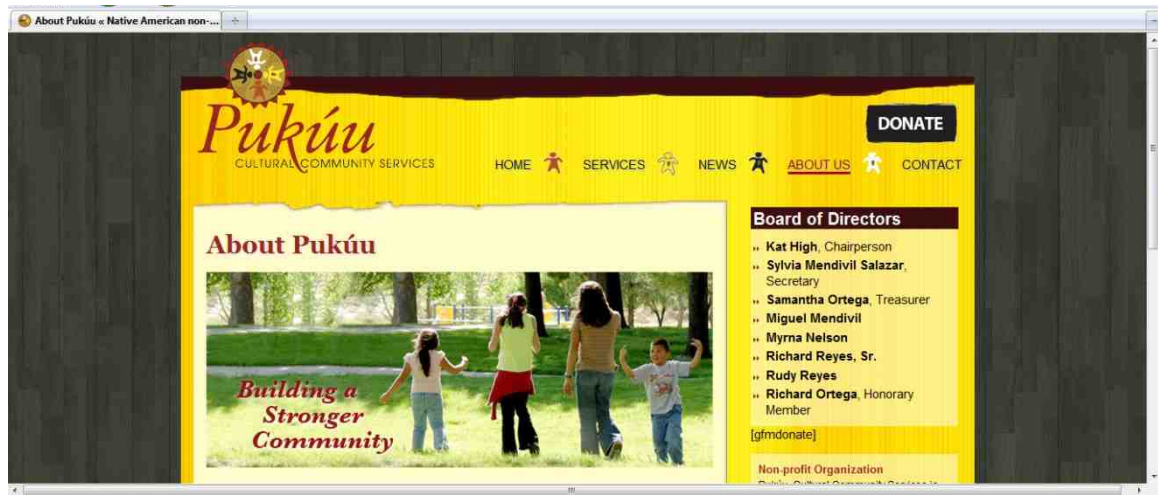 About Pukúu « Native American non-...
Pukúu
CULTURAL COMMUNITY SERVICES
DONATE
HOME SERVICES NEWS ABOUT US CONTACT
About Pukúu
Building a
Stronger
Community
Board of Directors
Kat High, Chairperson
Sylvia Mendivil Salazar,
Secretary
Samantha Ortega, Treasurer
Miguel Mendivil
Myrna Nelson
Richard Reyes, Sr.
Rudy Reyes
Richard Ortega, Honorary
Member
[gfmdonate]
Non-profit Organization